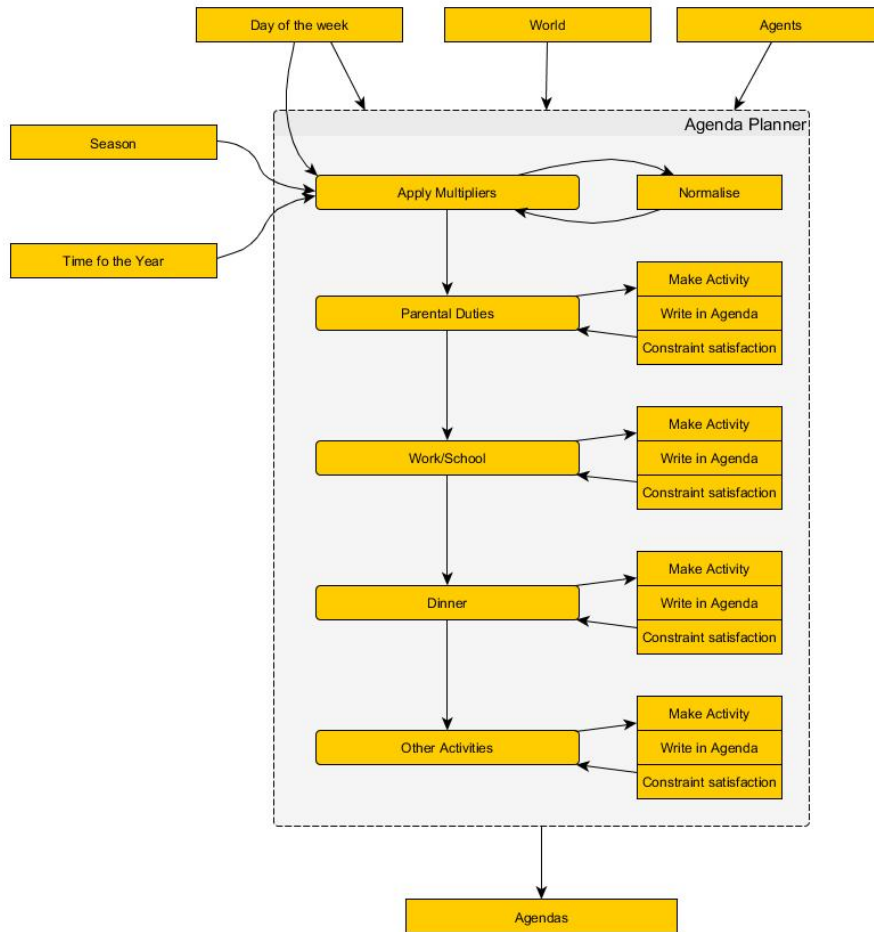 Day of the week
World
Agents
Agenda Planner
Season
Apply Multipliers
Normalise
Time fo the Year
Make Activity
Parental Duties
Write in Agenda
Constraint satisfaction
Make Activity
Work/School
Write in Agenda
Constraint satisfaction
Make Activity
Dinner
Write in Agenda
Constraint satisfaction
Make Activity
Other Activities
Write in Agenda
Constraint satisfaction
Agendas